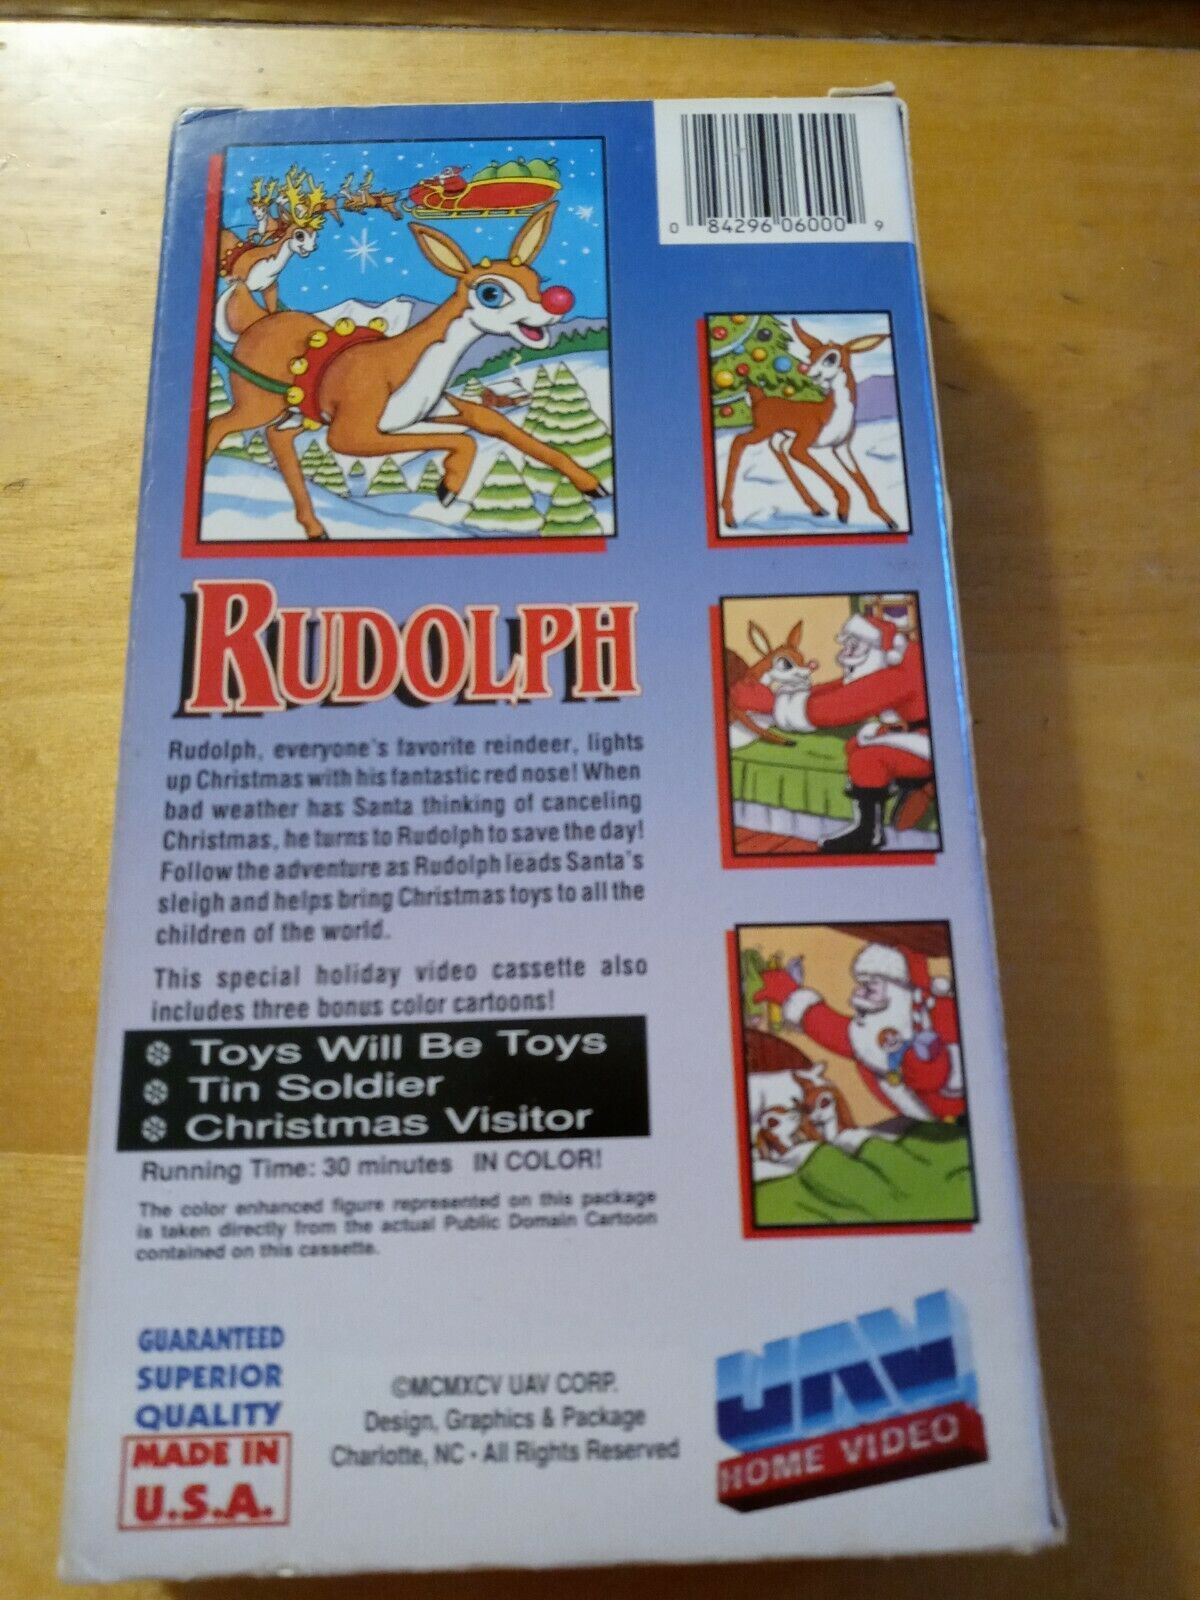 0 84296 06000 9
RUDOLPH
Rudolph, everyone's favorite reindeer, lights
up Christmas with his fantastic red nose! When
bad weather has Santa thinking of canceling
Christmas, he turns to Rudolph to save the day!
Follow the adventure as Rudolph leads Santa's
sleigh and helps bring Christmas toys to all the
children of the world.
This special holiday video cassette also
includes three bonus color cartoons!
Toys Will Be Toys
Tin Soldier
Christmas Visitor
Running Time: 30 minutes IN COLOR!
The color enhanced figure represented on this package
is taken directly from the actual Public Domain Cartoon
contained on this cassette.
GUARANTEED
SUPERIOR
QUALITY
MADE IN
U.S.A.
©MCMXCV UAV CORP.
Design, Graphics & Package
Charlotte, NC - All Rights Reserved
UAV
HOME VIDEO